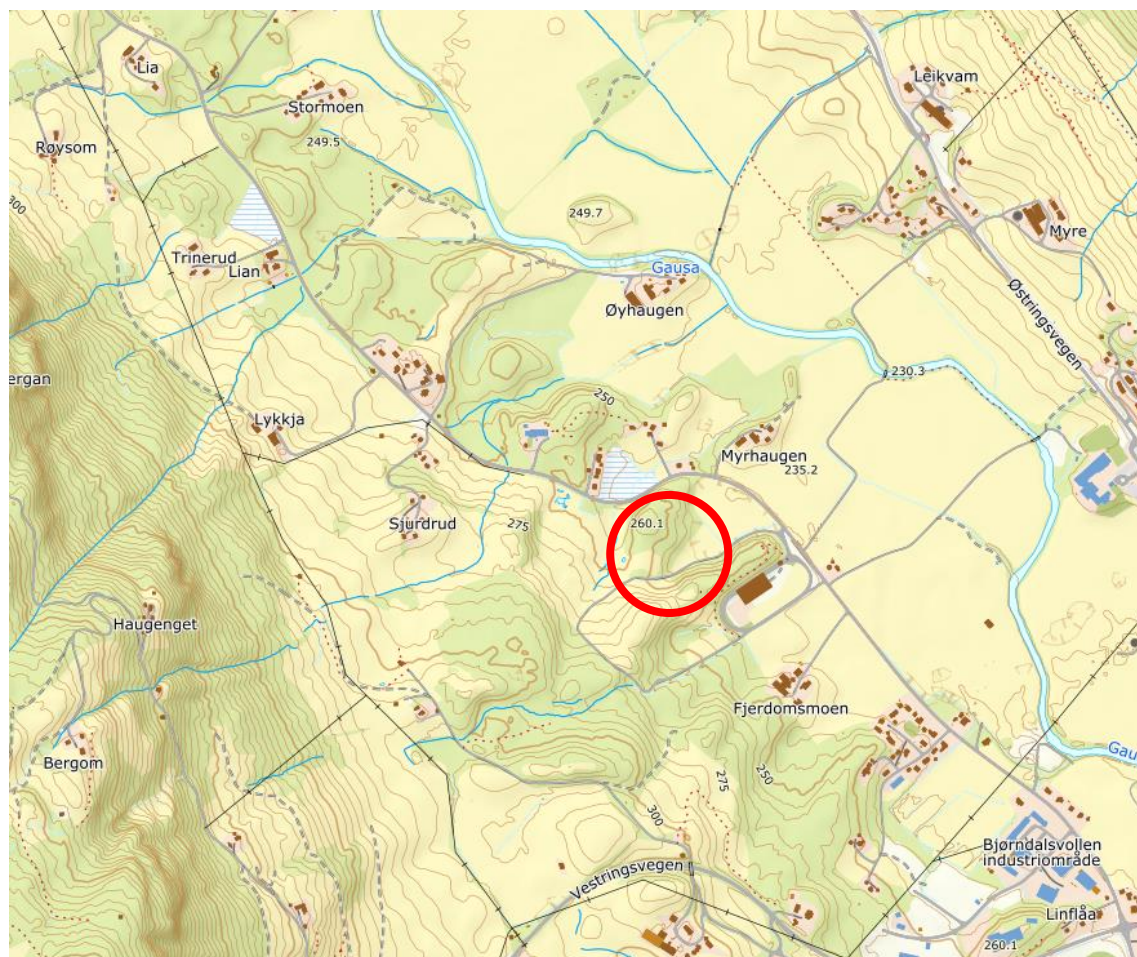 Lia
Leikvam
Stormoen
Røysom
249.5
300
249.7
Trinerud
Myre
Lian
Gausa
Østringsvegen
Øyhaugen
ergan
230.3
250
Lykkja
Myrhaugen
235.2
Sjurdrud
275
260.1
Haugenget
Fjerdomsmoen
Bergom
Gau
275
250
300
Bjørndalsvollen
industriområde
Vestringsvegen
Linflåa
260.1